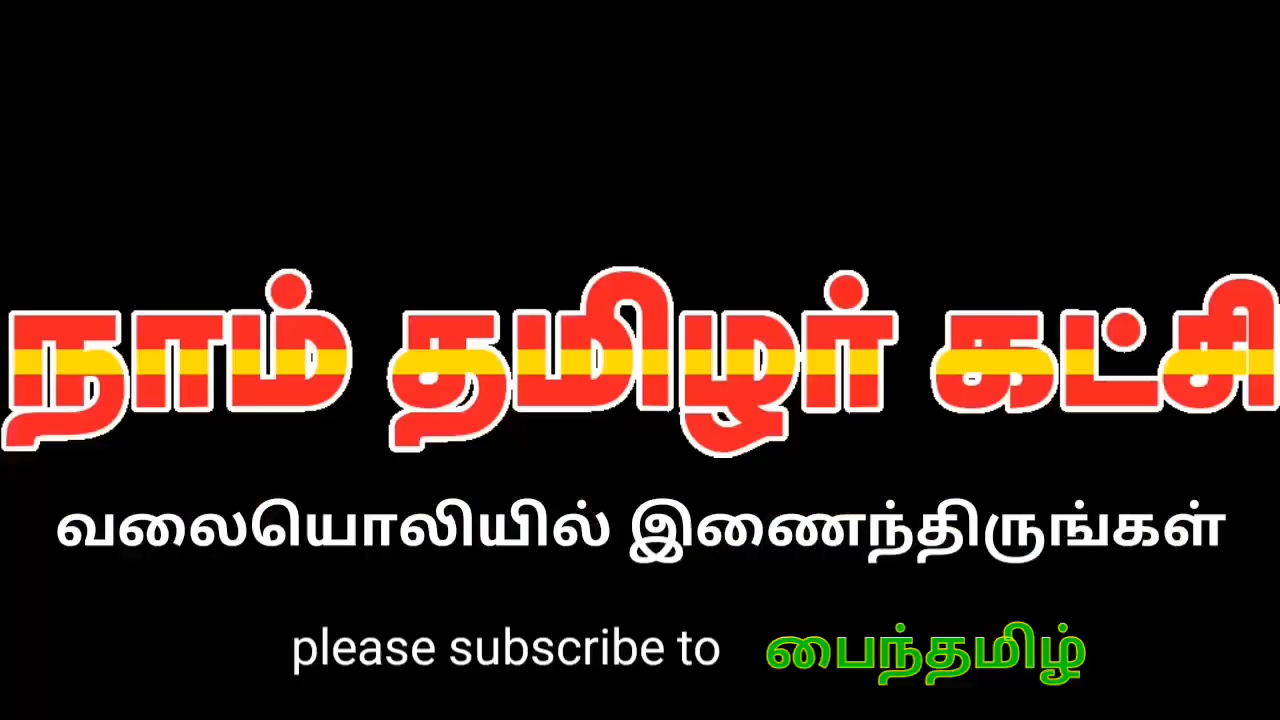 நாம் தமிழர் கட்சி
வலையொலியில் இணைந்திருங்கள்
please subscribe to பைந்தமிழ்